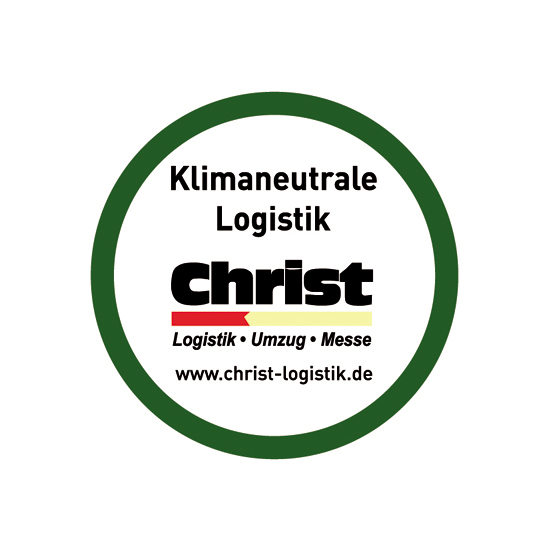 Klimaneutrale
Logistik
Christ
Logistik • Umzug • Messe
www.christ-logistik.de